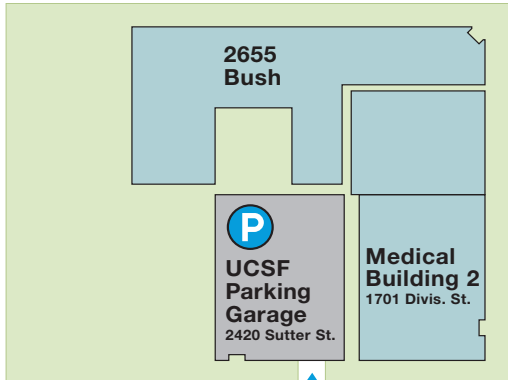 2655
Bush
P
UCSF
Parking
Garage
2420 Sutter St.
Medical
Building 2
1701 Divis. St.